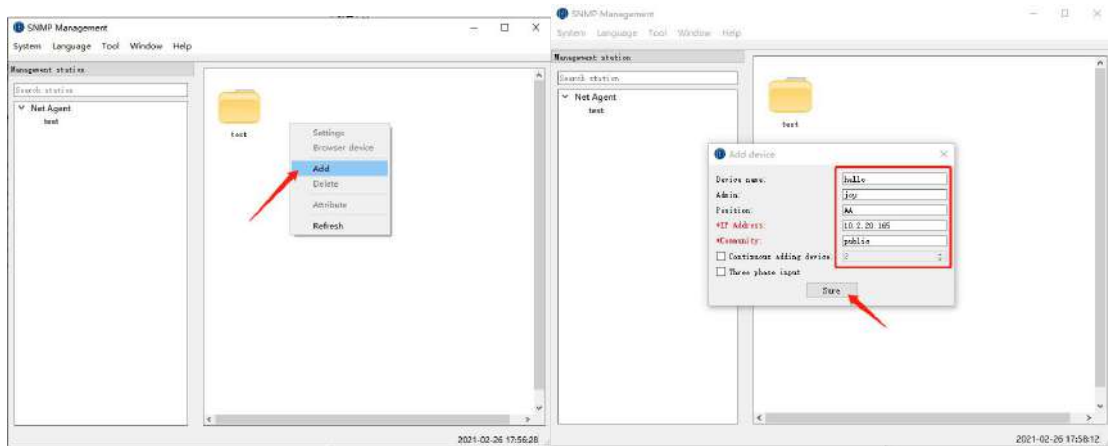 SNMP Management
System Language Tool Window Help
Management station
Search station
Net Agent
test
test
Settings
Browser device
Add
Delete
Attribute
Refresh
2021-02-26 17:56:28
SNMP Management
System Language Tool Window Help
Management station
Search station
Net Agent
test
test
Add device
Device name: hello
Admin: joy
Position: AA
*IP Address: 10.2.20.165
*Community: public
Continuous adding device 2
Three phase input
Sure
2021-02-26 17:58:12